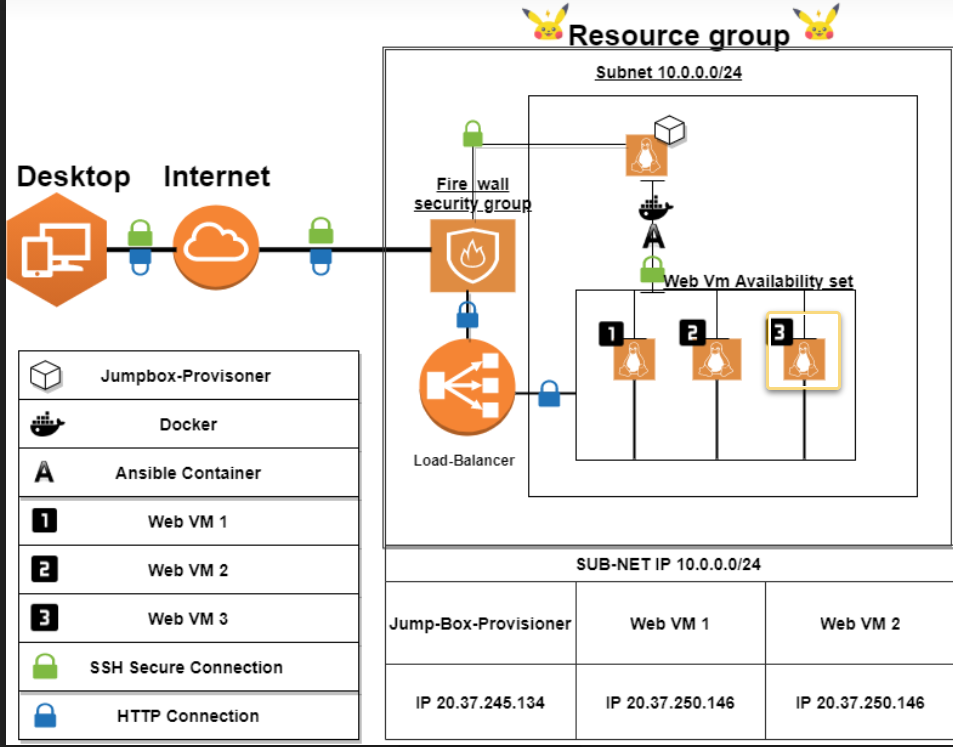 Resource group
Subnet 10.0.0.0/24
Desktop
Internet
Fire wall
security group
A
Web Vm Availability set
1
2
3
Load-Balancer
Jumpbox-Provisoner
Docker
A
Ansible Container
1
Web VM 1
2
Web VM 2
3
Web VM 3
SSH Secure Connection
HTTP Connection
SUB-NET IP 10.0.0.0/24
Jump-Box-Provisioner
Web VM 1
Web VM 2
IP 20.37.245.134
IP 20.37.250.146
IP 20.37.250.146